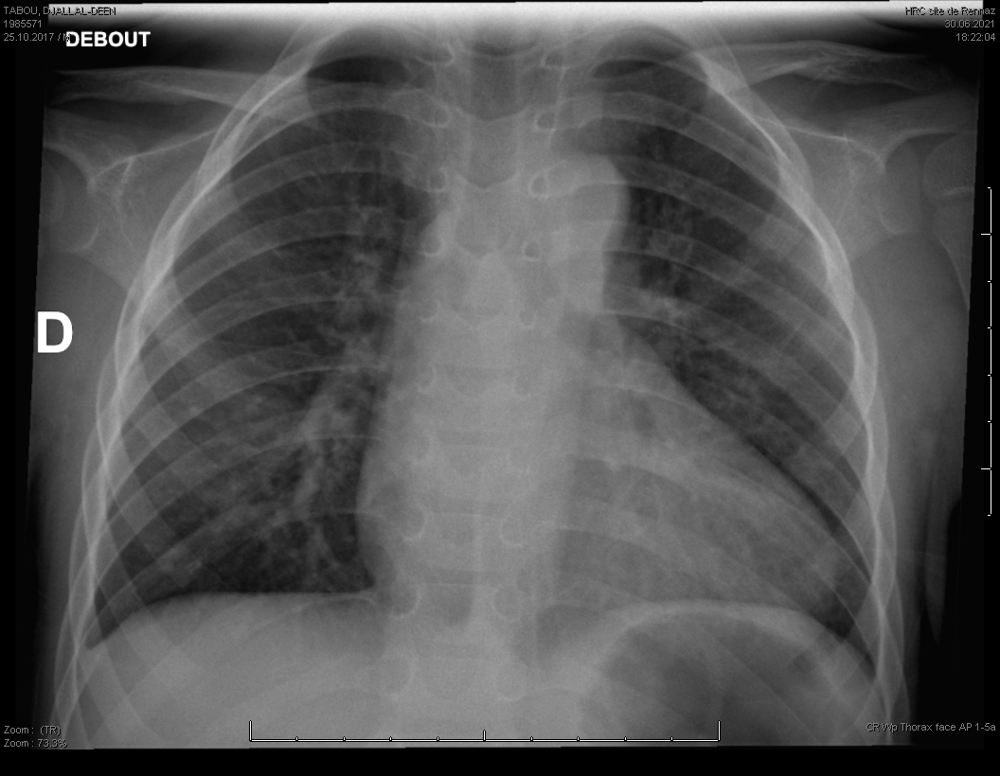 TABOU, DJALLAL-DEEN
1985571
25.10.2017 / M
DEBOUT
HRC site de Rennaz
30.06.2021
18:22:04
D
Zoom : (TR)
Zoom : 73.3%
CR Wp Thorax face AP 1-5a